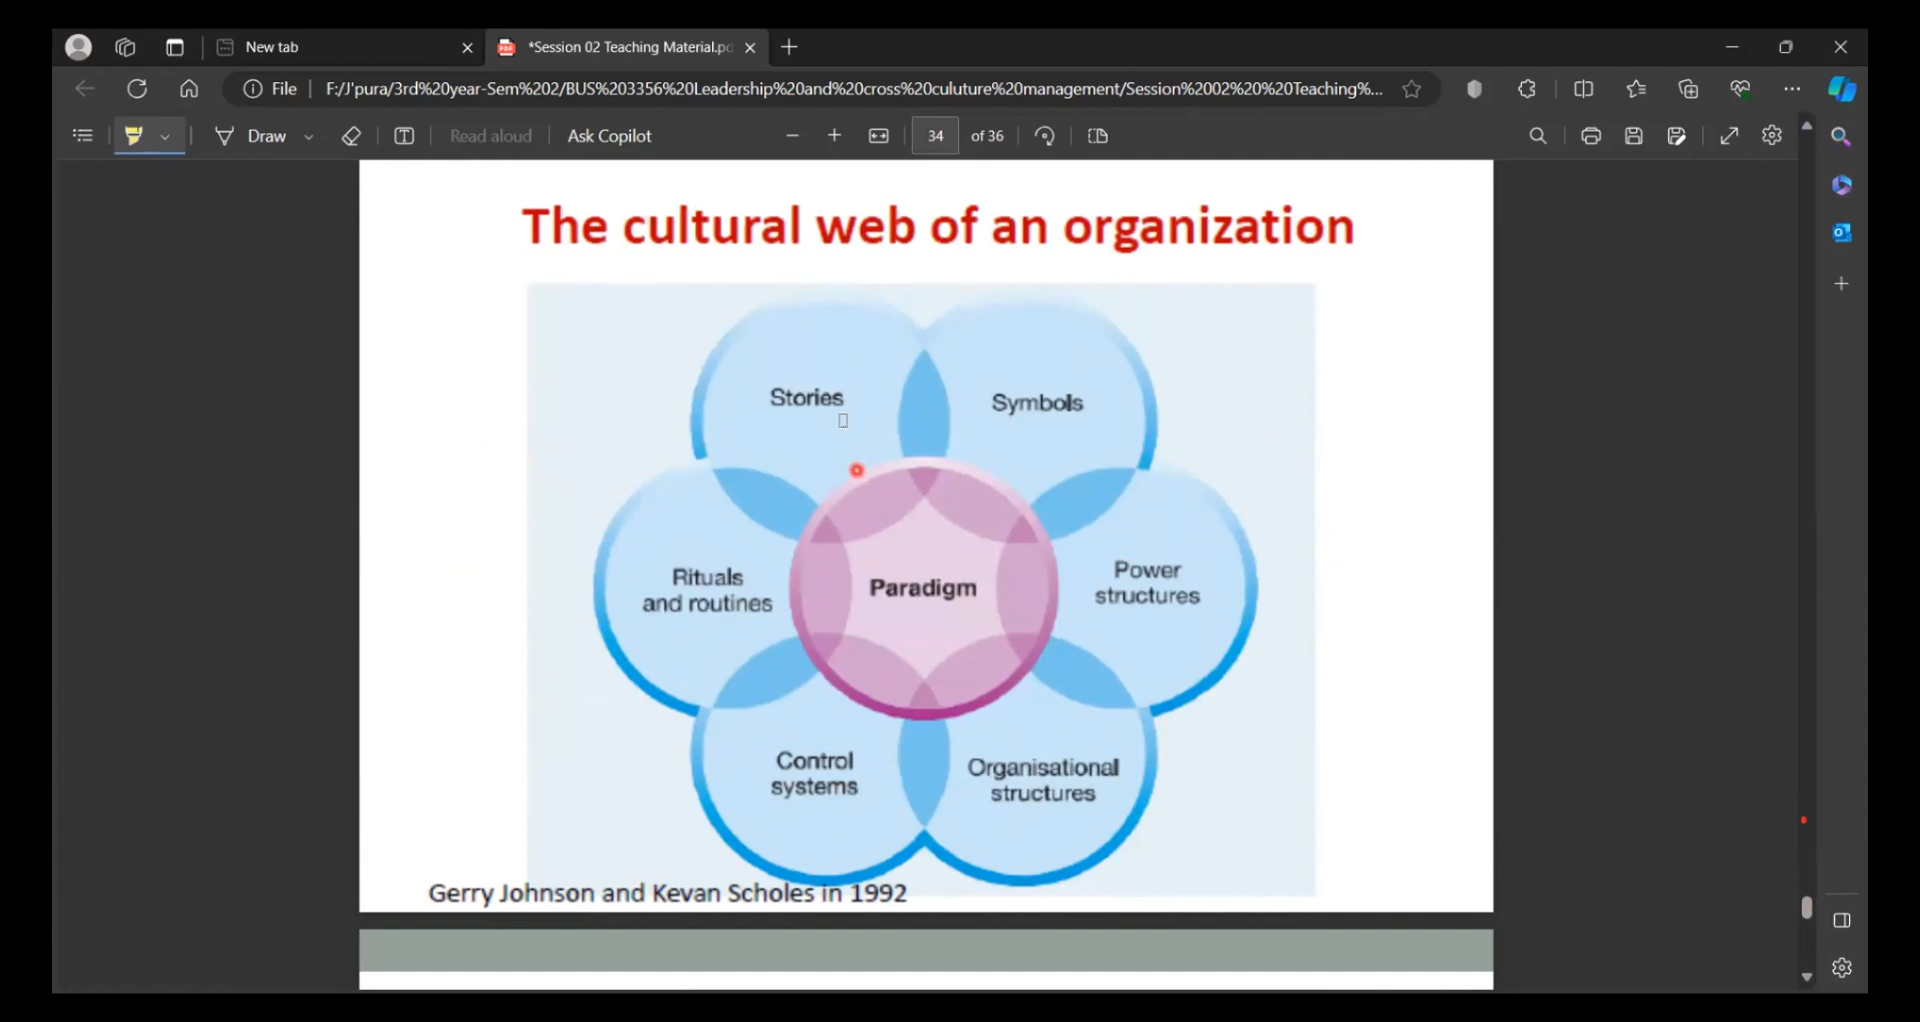 New tab
*Session 02 Teaching Material.pd
File
F:/J'pura/3rd%20year-Sem%202/BUS%203356%20Leadership%20and%20cross%20culuture%20management/Session%2002%20%20Teaching%...
Draw
Read aloud
Ask Copilot
34
of 36
The cultural web of an organization
Stories
Symbols
Rituals
and routines
Paradigm
Power
structures
Control
systems
Organisational
structures
Gerry Johnson and Kevan Scholes in 1992